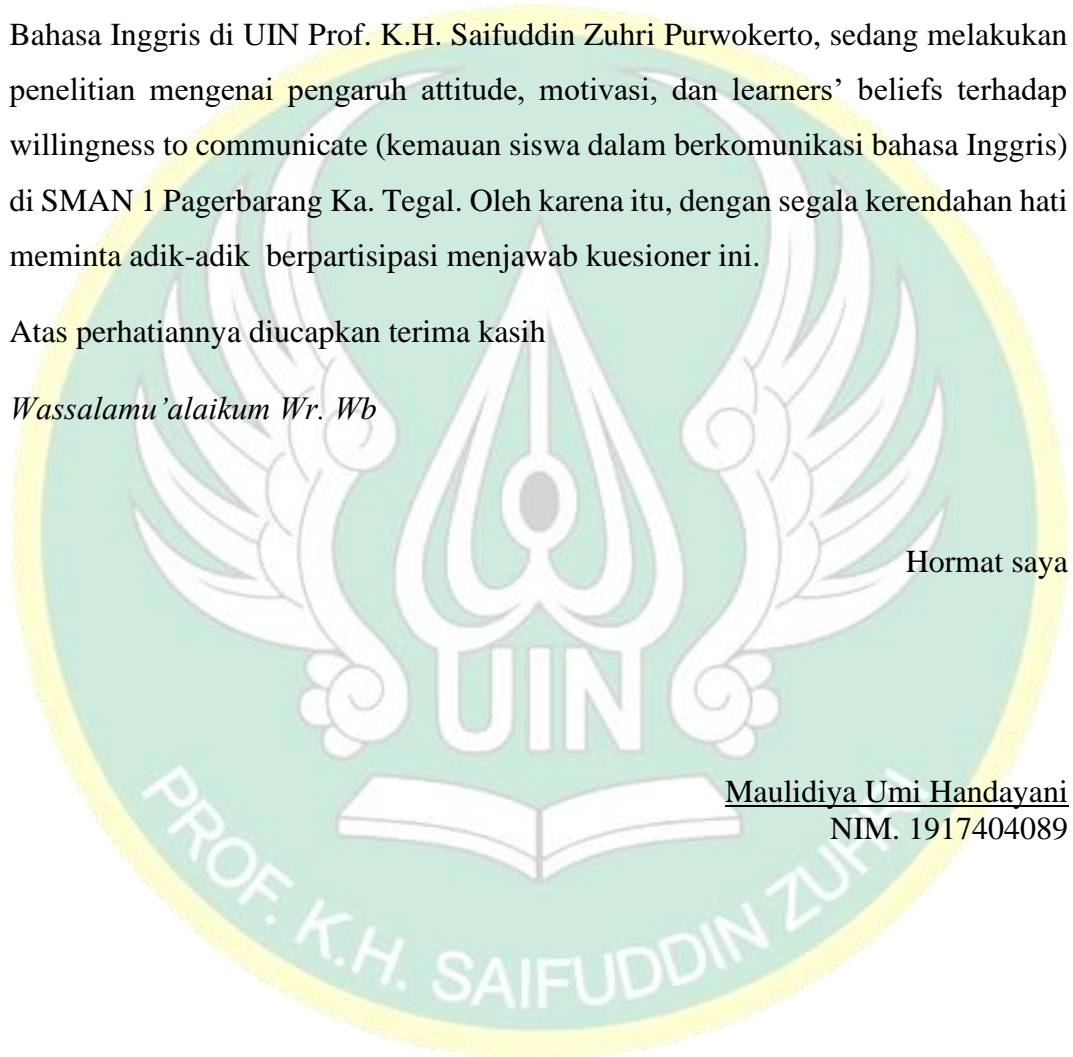 Bahasa Inggris di UIN Prof. K.H. Saifuddin Zuhri Purwokerto, sedang melakukan
penelitian mengenai pengaruh attitude, motivasi, dan learners’ beliefs terhadap
willingness to communicate (kemauan siswa dalam berkomunikasi bahasa Inggris)
di SMAN 1 Pagerbarang Ka. Tegal. Oleh karena itu, dengan segala kerendahan hati
meminta adik-adik berpartisipasi menjawab kuesioner ini.
Atas perhatiannya diucapkan terima kasih
Wassalamu’alaikum Wr. Wb
Hormat saya
UIN
Maulidiya Umi Handayani
NIM. 1917404089
PROF. K.H. SAIFUDDIN ZUHRI